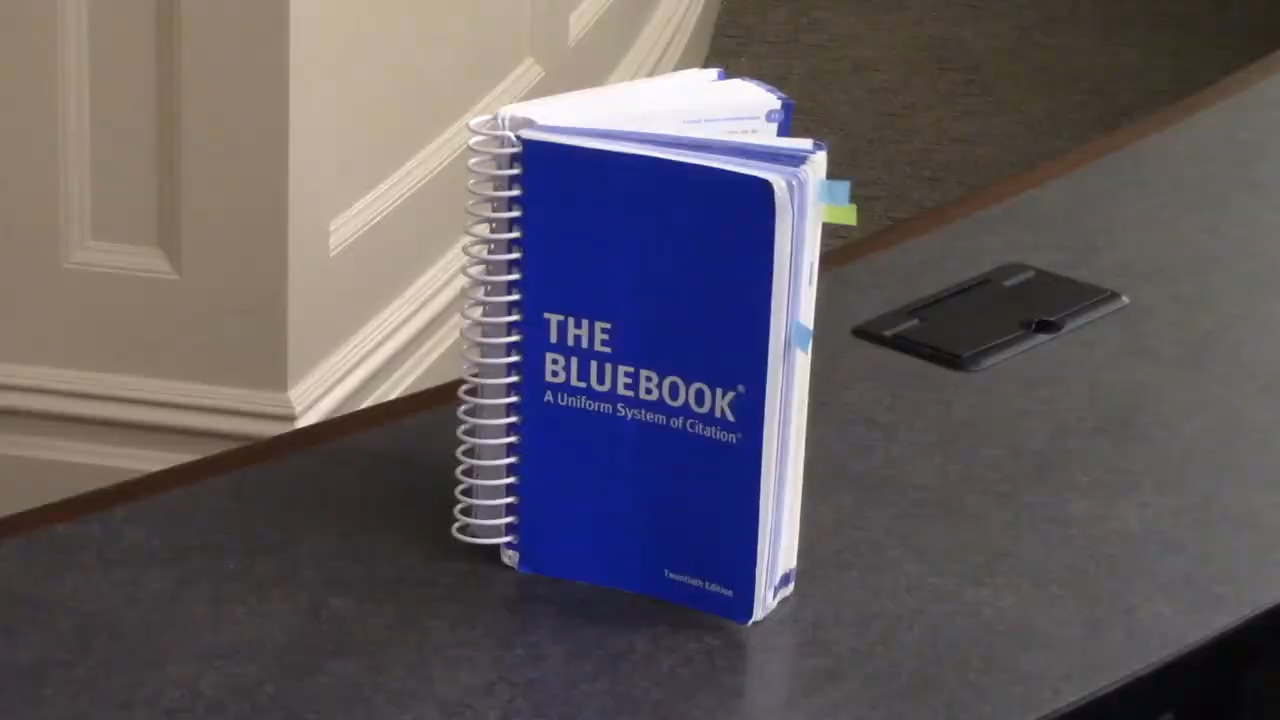 THE
BLUEBOOK®
A Uniform System of Citation®
Twentieth Edition